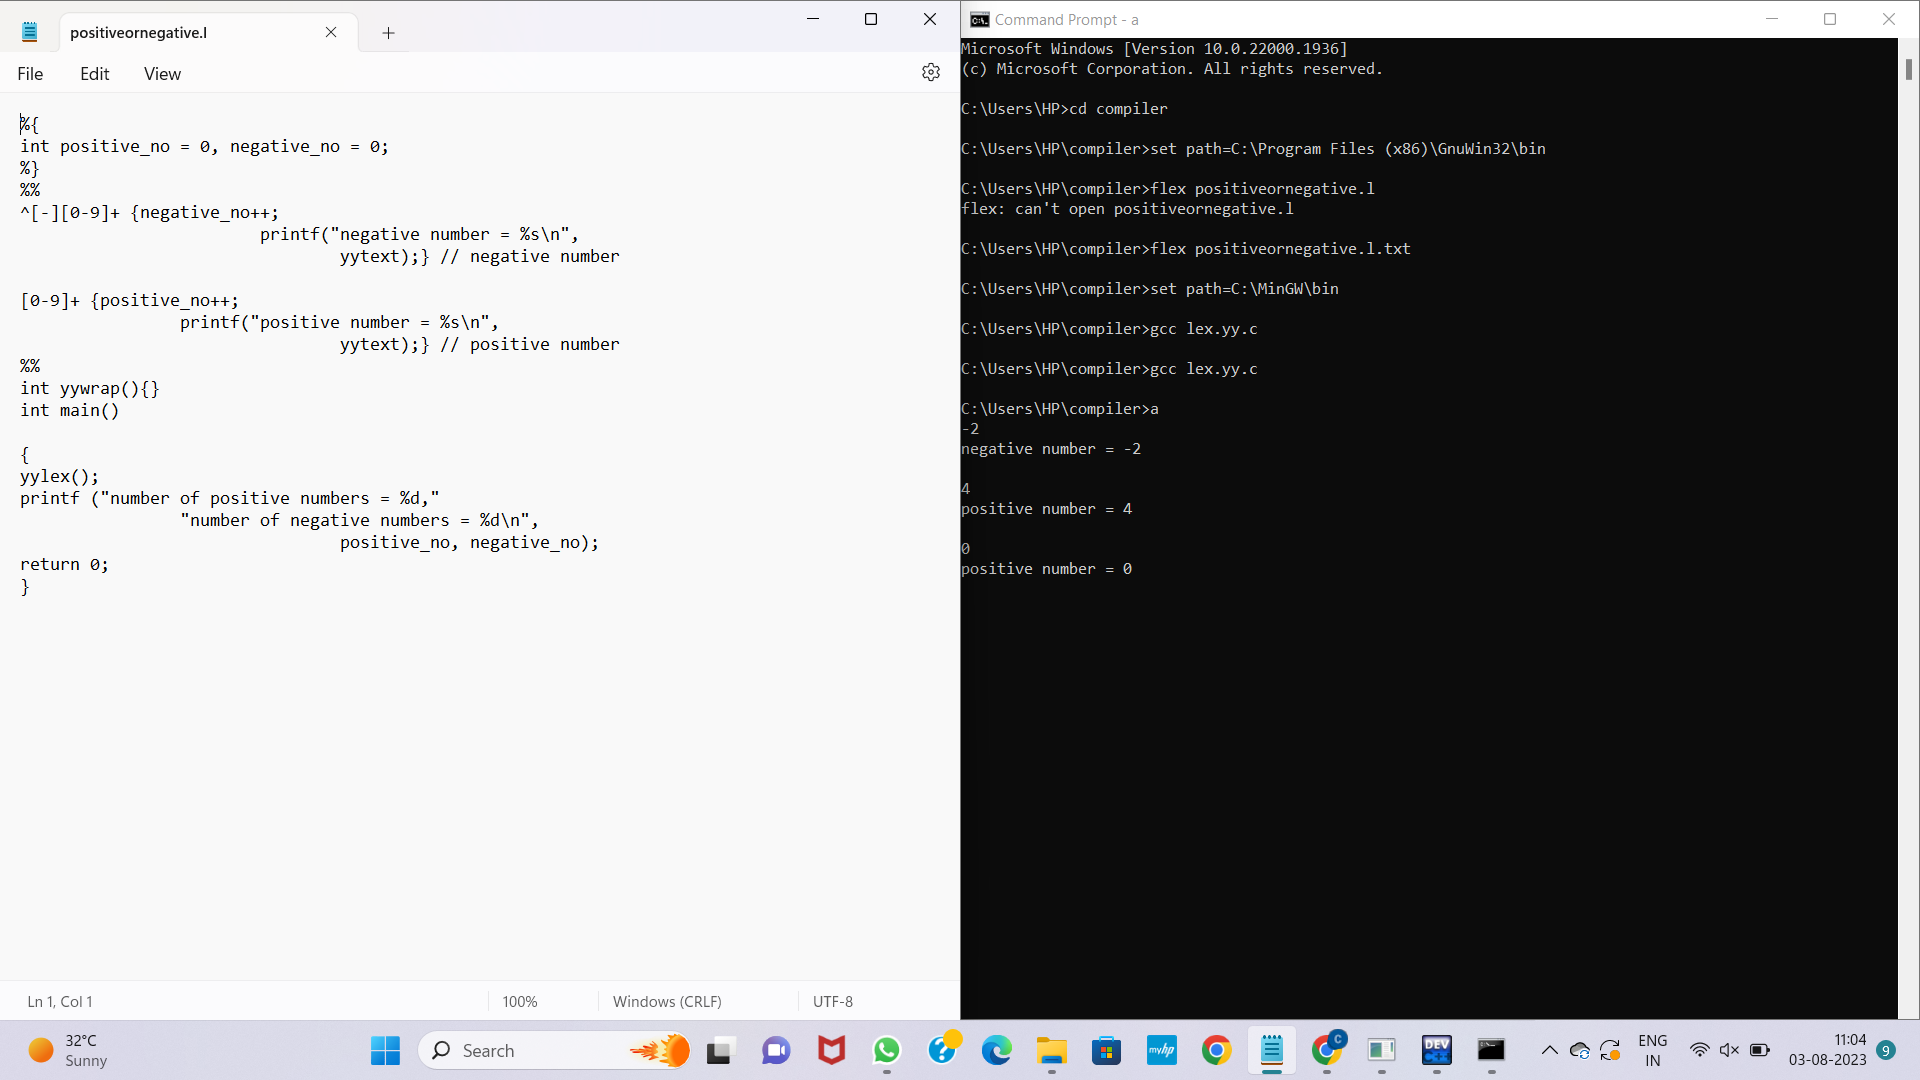 positiveornegative.l
File Edit View
%{
int positive_no = 0, negative_no = 0;
%}
%%
^[-][0-9]+ {negative_no++;
printf("negative number = %s\n",
yytext);} // negative number
[0-9]+ {positive_no++;
printf("positive number = %s\n",
yytext);} // positive number
%%
int yywrap(){}
int main()
{
yylex();
printf ("number of positive numbers = %d,"
"number of negative numbers = %d\n",
positive_no, negative_no);
return 0;
}
Ln 1, Col 1 100% Windows (CRLF) UTF-8
Command Prompt - a
Microsoft Windows [Version 10.0.22000.1936]
(c) Microsoft Corporation. All rights reserved.
C:\Users\HP>cd compiler
C:\Users\HP\compiler>set path=C:\Program Files (x86)\GnuWin32\bin
C:\Users\HP\compiler>flex positiveornegative.l
flex: can't open positiveornegative.l
C:\Users\HP\compiler>flex positiveornegative.l.txt
C:\Users\HP\compiler>set path=C:\MinGW\bin
C:\Users\HP\compiler>gcc lex.yy.c
C:\Users\HP\compiler>gcc lex.yy.c
C:\Users\HP\compiler>a
-2
negative number = -2
4
positive number = 4
0
positive number = 0
32°C
Sunny
Search
myhp
C
DEV
ENG
IN
11:04
03-08-2023
9